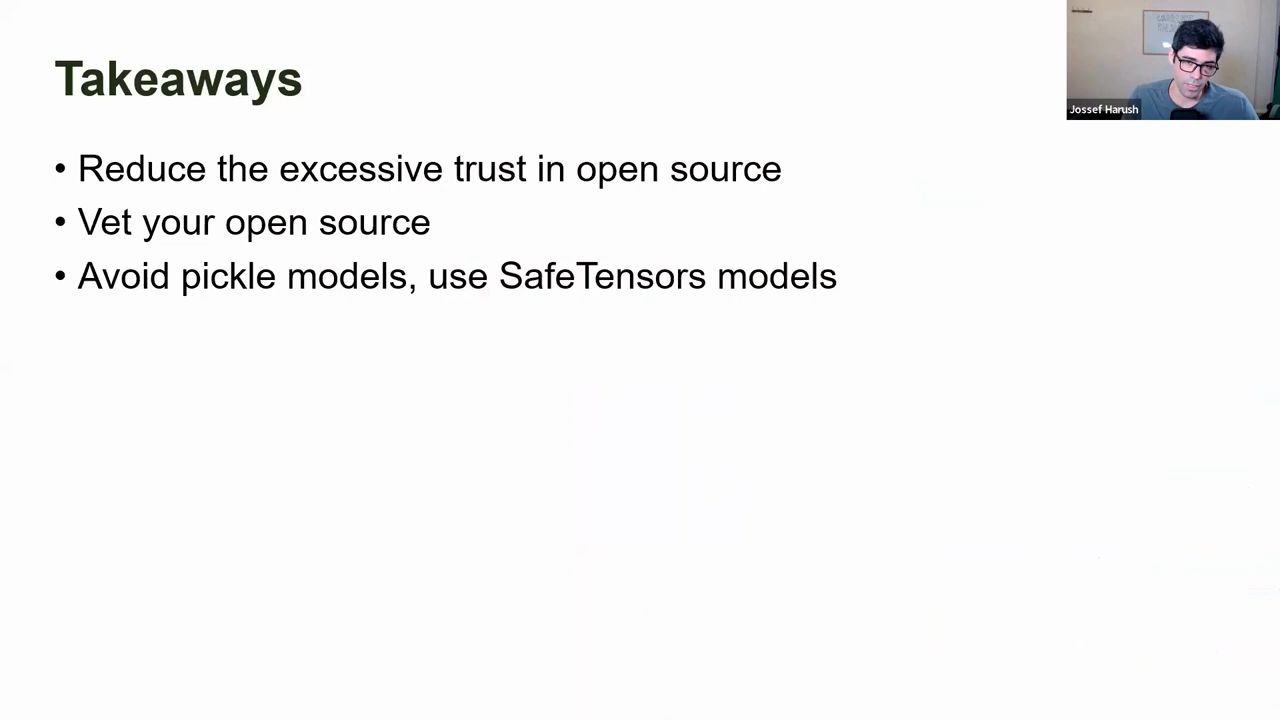 Takeaways
• Reduce the excessive trust in open source
• Vet your open source
• Avoid pickle models, use SafeTensors models
Jossef Harush